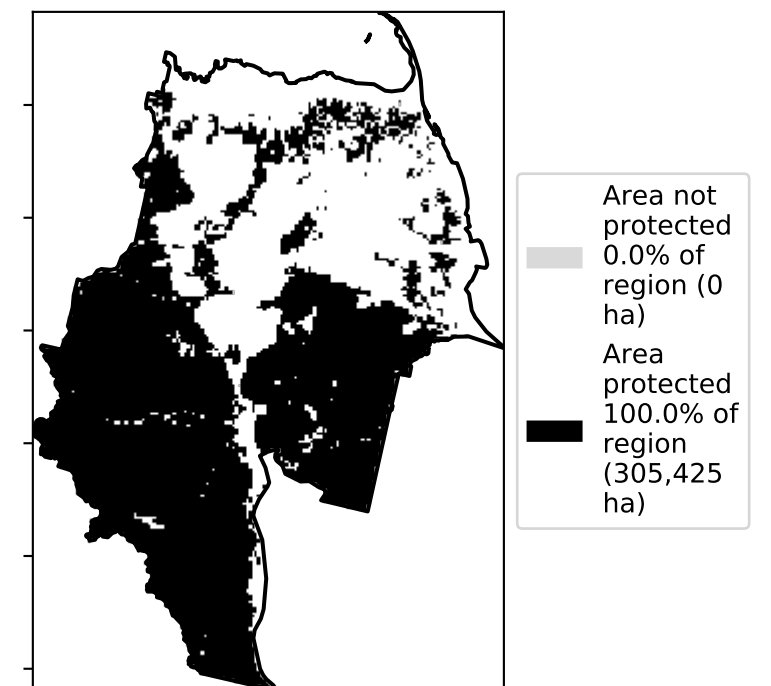 Area not
protected
0.0% of
region (0
ha)
Area
protected
100.0% of
region
(305,425
ha)